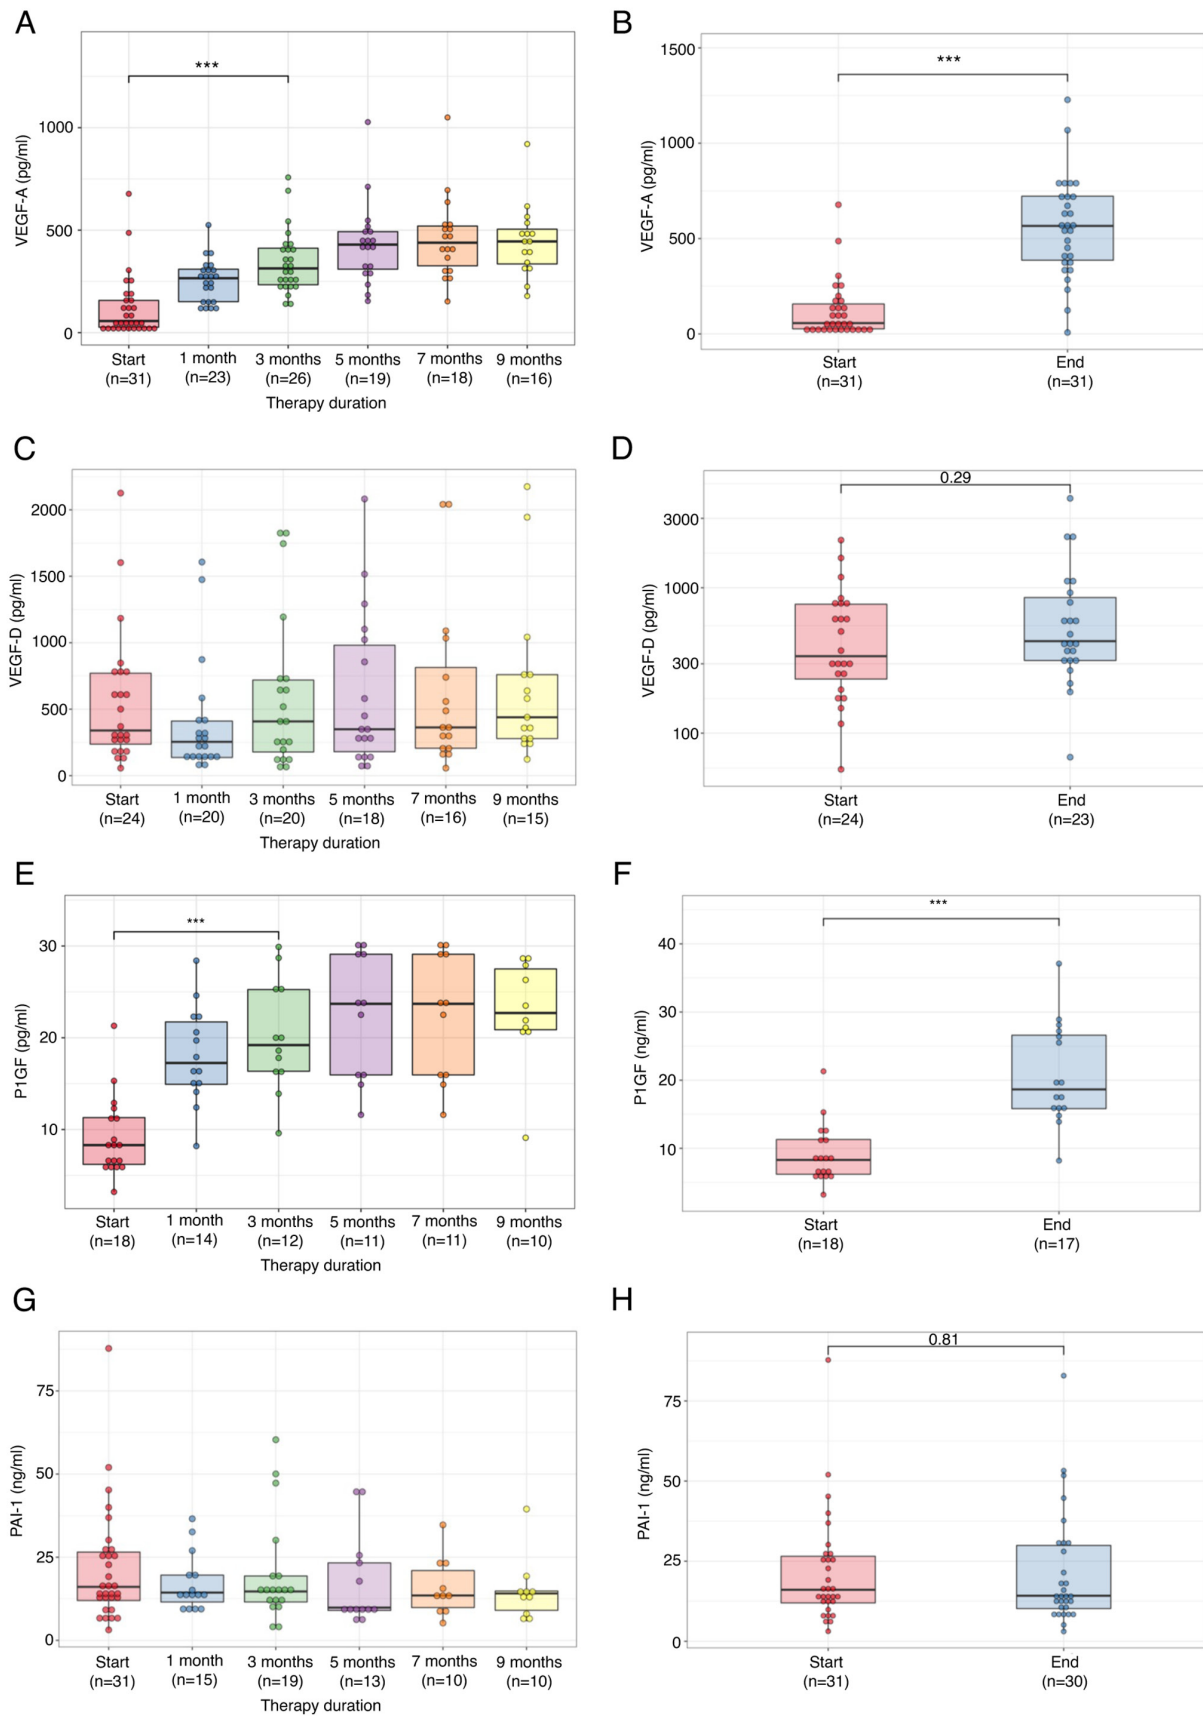 A
VEGF-A (pg/ml)
1000
500
0
***
Start
(n=31)
1 month
(n=23)
3 months
(n=26)
5 months
(n=19)
7 months
(n=18)
9 months
(n=16)
Therapy duration
B
VEGF-A (pg/ml)
1500
1000
500
0
***
Start
(n=31)
End
(n=31)
C
VEGF-D (pg/ml)
2000
1500
1000
500
0
Start
(n=24)
1 month
(n=20)
3 months
(n=20)
5 months
(n=18)
7 months
(n=16)
9 months
(n=15)
Therapy duration
D
VEGF-D (pg/ml)
3000
1000
300
100
0.29
Start
(n=24)
End
(n=23)
E
P1GF (pg/ml)
30
20
10
***
Start
(n=18)
1 month
(n=14)
3 months
(n=12)
5 months
(n=11)
7 months
(n=11)
9 months
(n=10)
Therapy duration
F
P1GF (ng/ml)
40
30
20
10
***
Start
(n=18)
End
(n=17)
G
PAI-1 (ng/ml)
75
50
25
0
Start
(n=31)
1 month
(n=15)
3 months
(n=19)
5 months
(n=13)
7 months
(n=10)
9 months
(n=10)
Therapy duration
H
PAI-1 (ng/ml)
75
50
25
0
0.81
Start
(n=31)
End
(n=30)